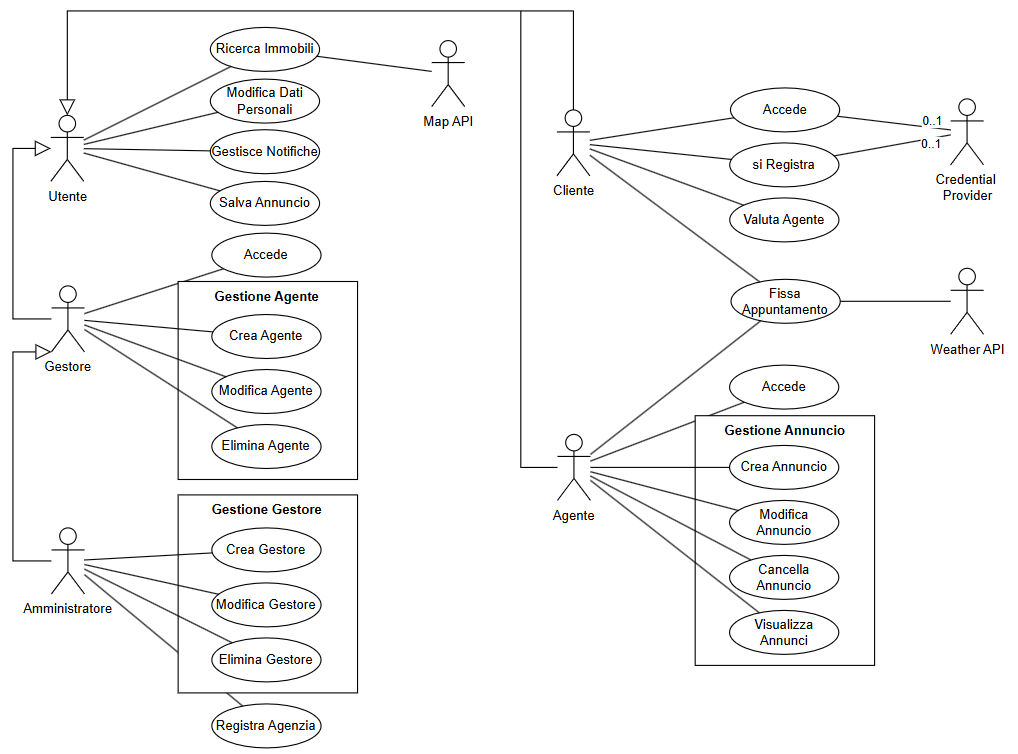 Ricerca Immobili
Map API
Modifica Dati
Personali
Gestisce Notifiche
Utente
Salva Annuncio
Accede
Gestione Agente
Crea Agente
Gestore
Modifica Agente
Elimina Agente
Gestione Gestore
Crea Gestore
Amministratore
Modifica Gestore
Elimina Gestore
Registra Agenzia
Accede
0..1
0..1
si Registra
Cliente
Credential
Provider
Valuta Agente
Fissa
Appuntamento
Weather API
Accede
Gestione Annuncio
Crea Annuncio
Agente
Modifica
Annuncio
Cancella
Annuncio
Visualizza
Annunci